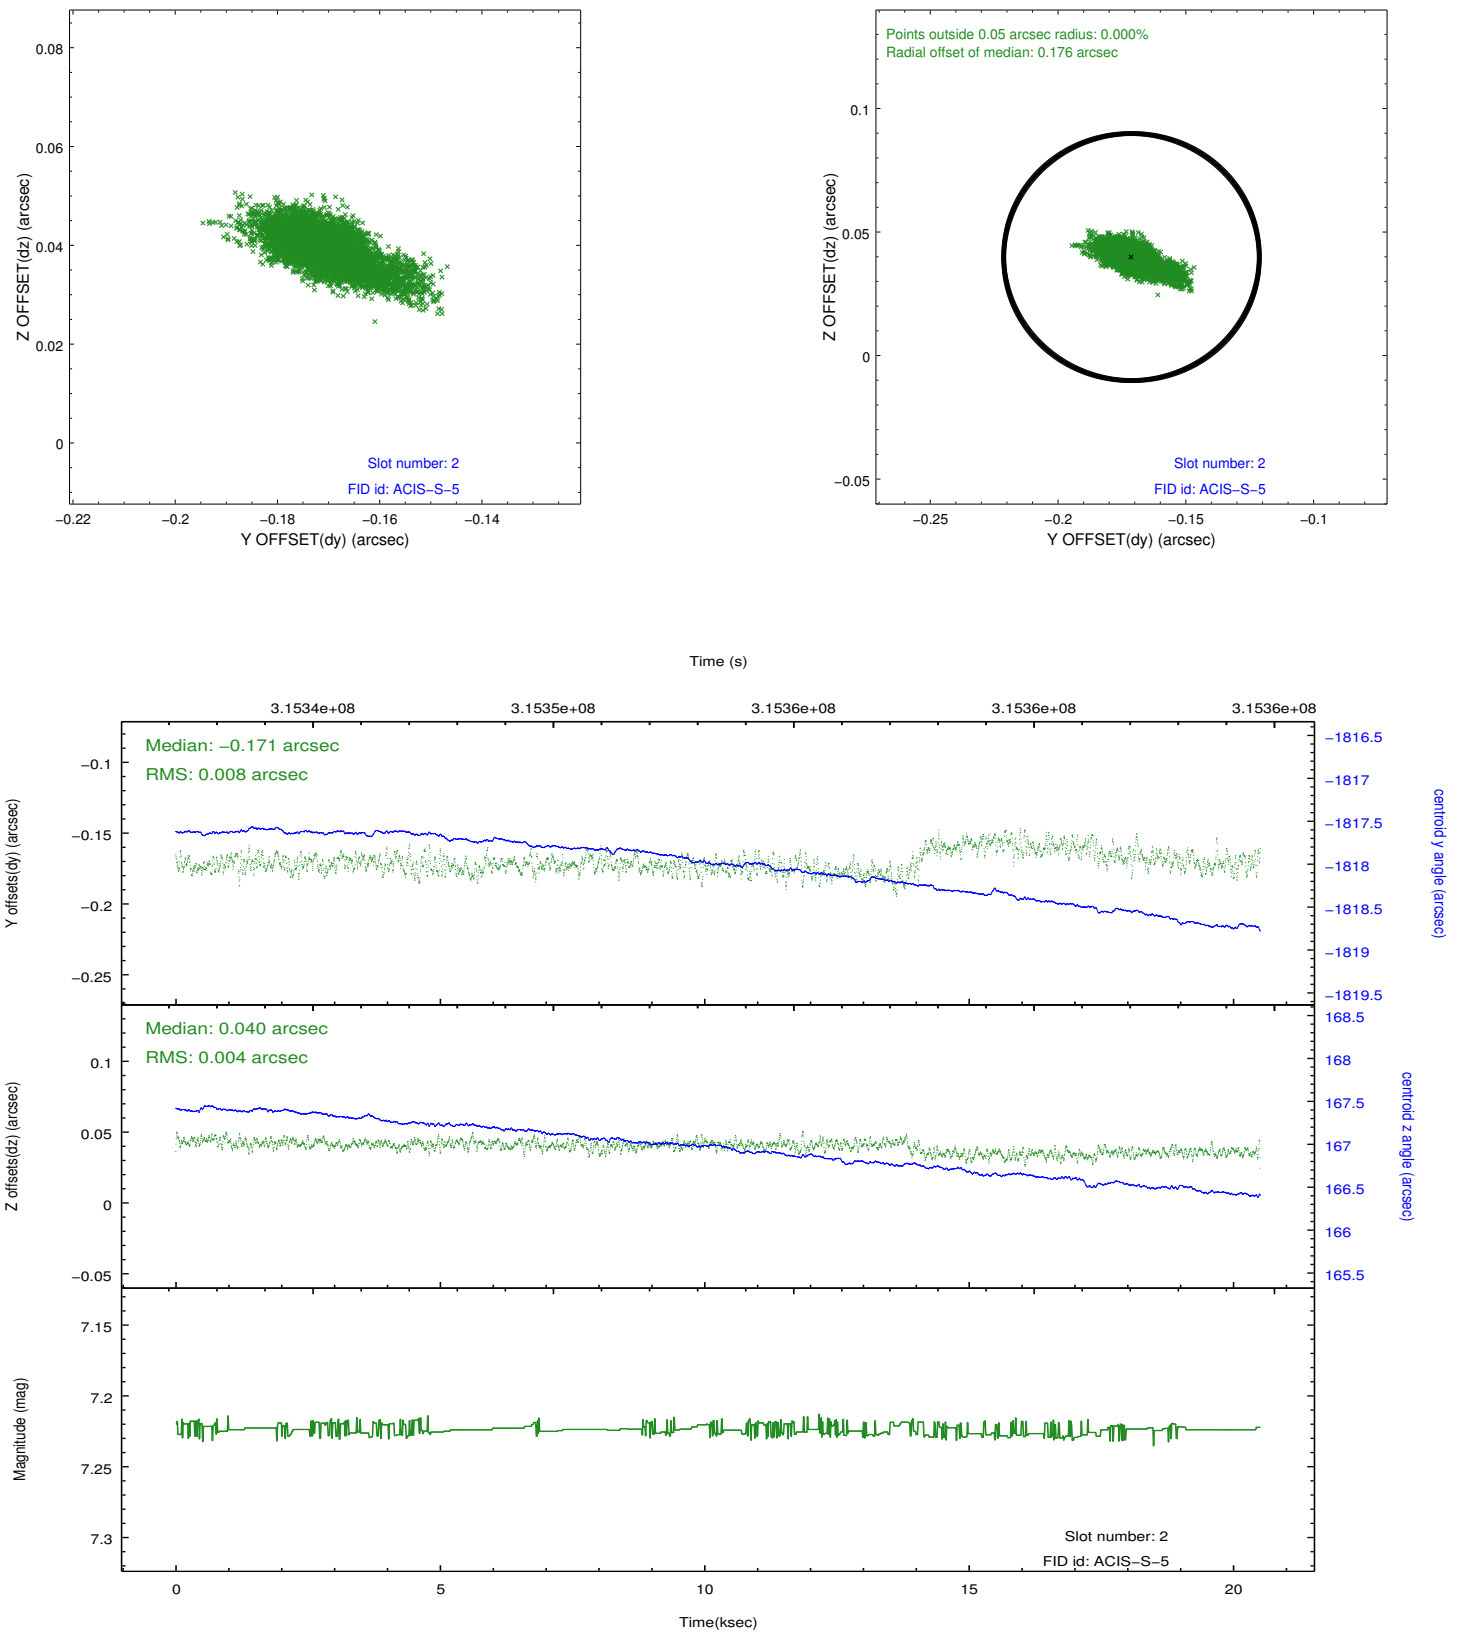 0.08
0.06
0.04
0.02
0
Z OFFSET(dz) (arcsec)
Slot number: 2
FID id: ACIS−S−5
−0.22 −0.2 −0.18 −0.16 −0.14
Y OFFSET(dy) (arcsec)
Points outside 0.05 arcsec radius: 0.000%
Radial offset of median: 0.176 arcsec
0.1
0.05
0
−0.05
Z OFFSET(dz) (arcsec)
Slot number: 2
FID id: ACIS−S−5
−0.25 −0.2 −0.15 −0.1
Y OFFSET(dy) (arcsec)
Time (s)
3.1534e+08 3.1535e+08 3.1536e+08 3.1536e+08 3.1536e+08
Median: −0.171 arcsec
RMS: 0.008 arcsec
−0.1
−0.15
−0.2
−0.25
Y offsets(dy) (arcsec)
−1816.5
−1817
−1817.5
−1818
−1818.5
−1819
−1819.5
centroid y angle (arcsec)
Median: 0.040 arcsec
RMS: 0.004 arcsec
0.1
0.05
0
−0.05
Z offsets(dz) (arcsec)
168.5
168
167.5
167
166.5
166
165.5
centroid z angle (arcsec)
7.15
7.2
7.25
7.3
Magnitude (mag)
Slot number: 2
FID id: ACIS−S−5
0 5 10 15 20
Time(ksec)